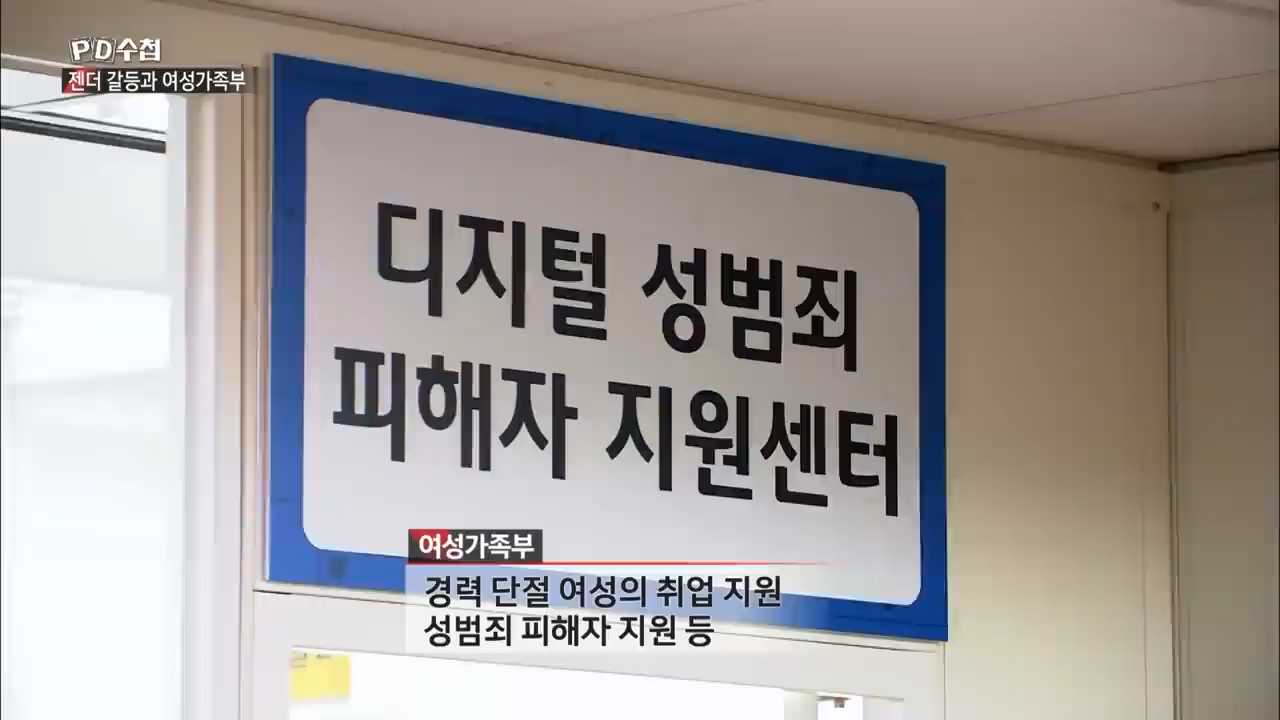 PD수첩
젠더 갈등과 여성가족부
디지털 성범죄
피해자 지원센터
여성가족부
경력 단절 여성의 취업 지원
성범죄 피해자 지원 등